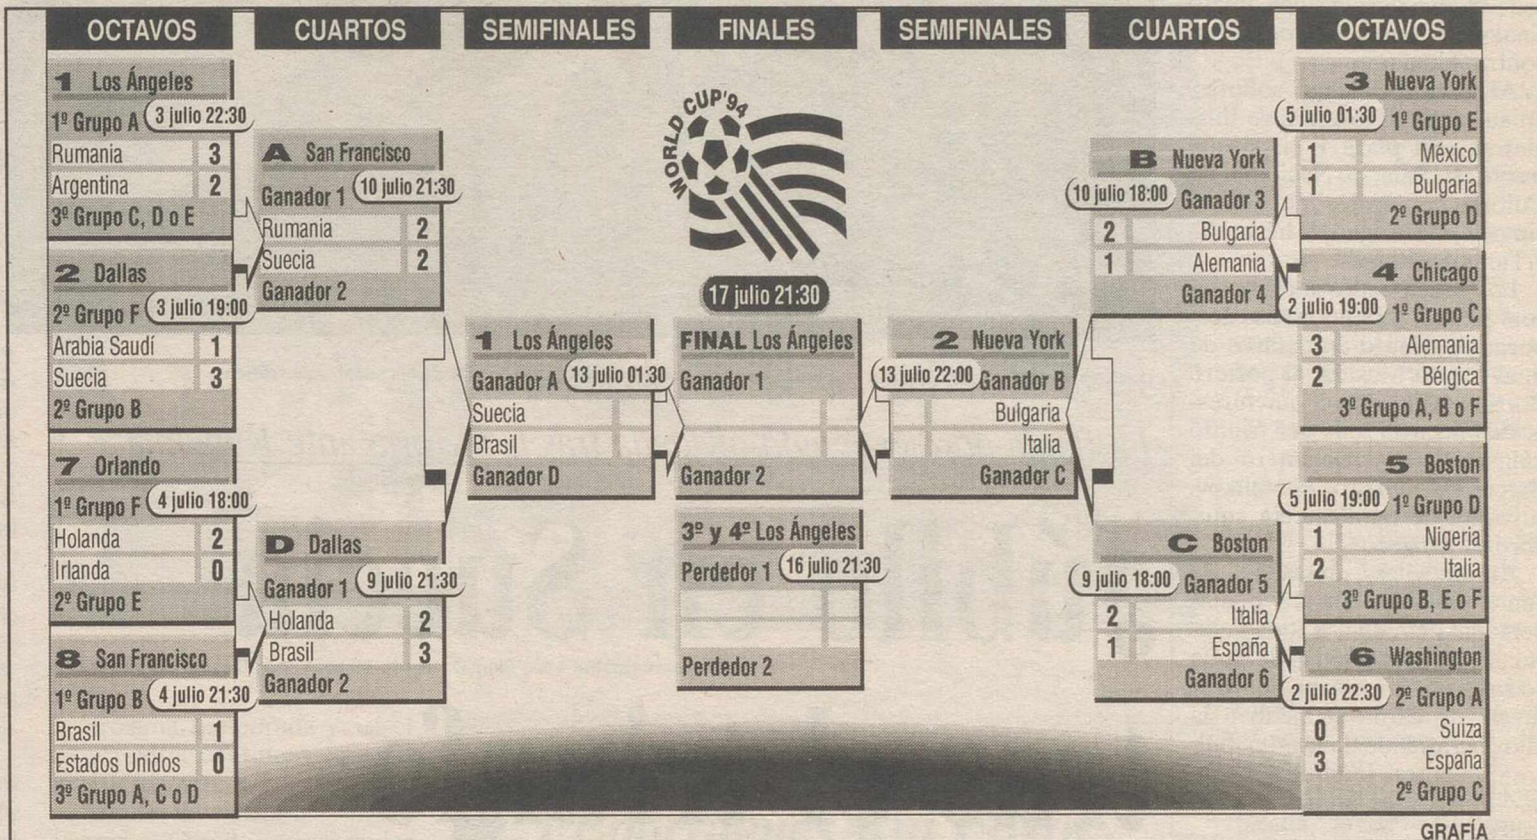 OCTAVOS
CUARTOS
SEMIFINALES
FINALES
SEMIFINALES
CUARTOS
OCTAVOS
1 Los Ángeles
3 julio 22:30
1º Grupo A
Rumania 3
Argentina 2
3º Grupo C, D o E
2 Dallas
3 julio 19:00
2º Grupo F
Arabia Saudí 1
Suecia 3
2º Grupo B
7 Orlando
4 julio 18:00
1º Grupo F
Holanda 2
Irlanda 0
2º Grupo E
8 San Francisco
4 julio 21:30
1º Grupo B
Brasil 1
Estados Unidos 0
3º Grupo A, C o D
A San Francisco
10 julio 21:30
Ganador 1
Rumania 2
Suecia 2
Ganador 2
D Dallas
9 julio 21:30
Ganador 1
Holanda 2
Brasil 3
Ganador 2
1 Los Ángeles
13 julio 01:30
Ganador A
Suecia
Brasil
Ganador D
WORLD CUP'94
17 julio 21:30
FINAL Los Ángeles
Ganador 1
Ganador 2
3º y 4º Los Ángeles
16 julio 21:30
Perdedor 1
Perdedor 2
2 Nueva York
13 julio 22:00
Ganador B
Bulgaria
Italia
Ganador C
B Nueva York
10 julio 18:00
Ganador 3
2 Bulgaria
1 Alemania
Ganador 4
C Boston
9 julio 18:00
Ganador 5
2 Italia
1 España
Ganador 6
3 Nueva York
5 julio 01:30
1º Grupo E
1 México
1 Bulgaria
2º Grupo D
4 Chicago
2 julio 19:00
1º Grupo C
3 Alemania
2 Bélgica
3º Grupo A, B o F
5 Boston
5 julio 19:00
1º Grupo D
1 Nigeria
2 Italia
3º Grupo B, E o F
6 Washington
2 julio 22:30
2º Grupo A
0 Suiza
3 España
2º Grupo C
GRAFÍA